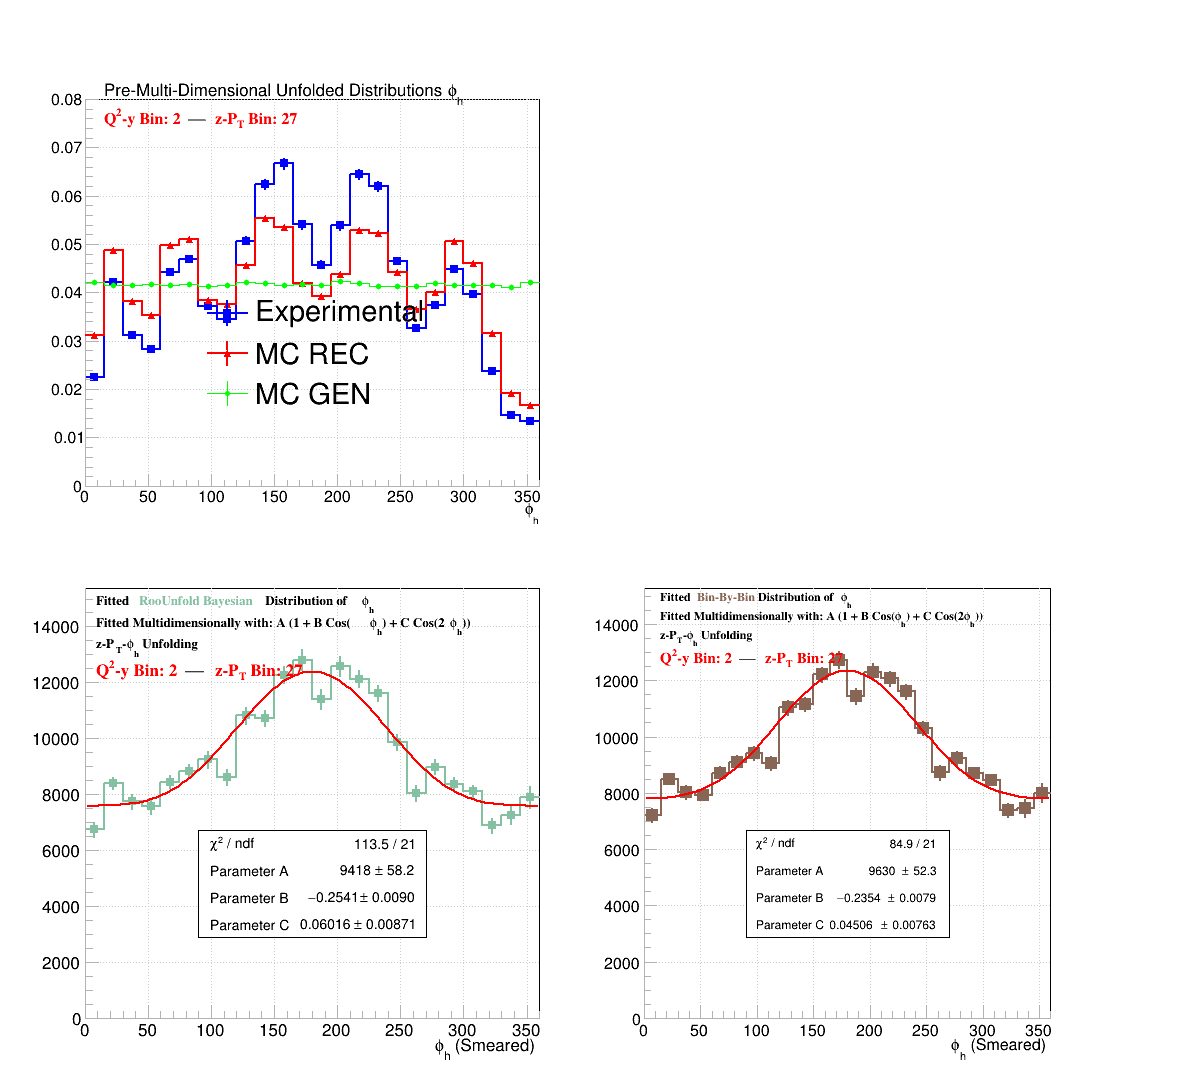 Pre-Multi-Dimensional Unfolded Distributions ϕh
Q²-y Bin: 2 — z-PT Bin: 27
0.08
0.07
0.06
0.05
0.04
0.03
0.02
0.01
0
Experimental
MC REC
MC GEN
0 50 100 150 200 250 300 350
ϕh
Fitted RooUnfold Bayesian Distribution of ϕh
Fitted Multidimensionally with: A (1 + B Cos( ϕh) + C Cos(2 ϕh))
z-PT-ϕh Unfolding
Q²-y Bin: 2 — z-PT Bin: 27
14000
12000
10000
8000
6000
4000
2000
0
χ² / ndf 113.5 / 21
Parameter A 9418 ± 58.2
Parameter B −0.2541 ± 0.0090
Parameter C 0.06016 ± 0.00871
0 50 100 150 200 250 300 350
ϕh (Smeared)
Fitted Bin-By-Bin Distribution of ϕh
Fitted Multidimensionally with: A (1 + B Cos(ϕh) + C Cos(2ϕh))
z-PT-ϕh Unfolding
Q²-y Bin: 2 — z-PT Bin: 27
14000
12000
10000
8000
6000
4000
2000
0
χ² / ndf 84.9 / 21
Parameter A 9630 ± 52.3
Parameter B −0.2354 ± 0.0079
Parameter C 0.04506 ± 0.00763
0 50 100 150 200 250 300 350
ϕh (Smeared)